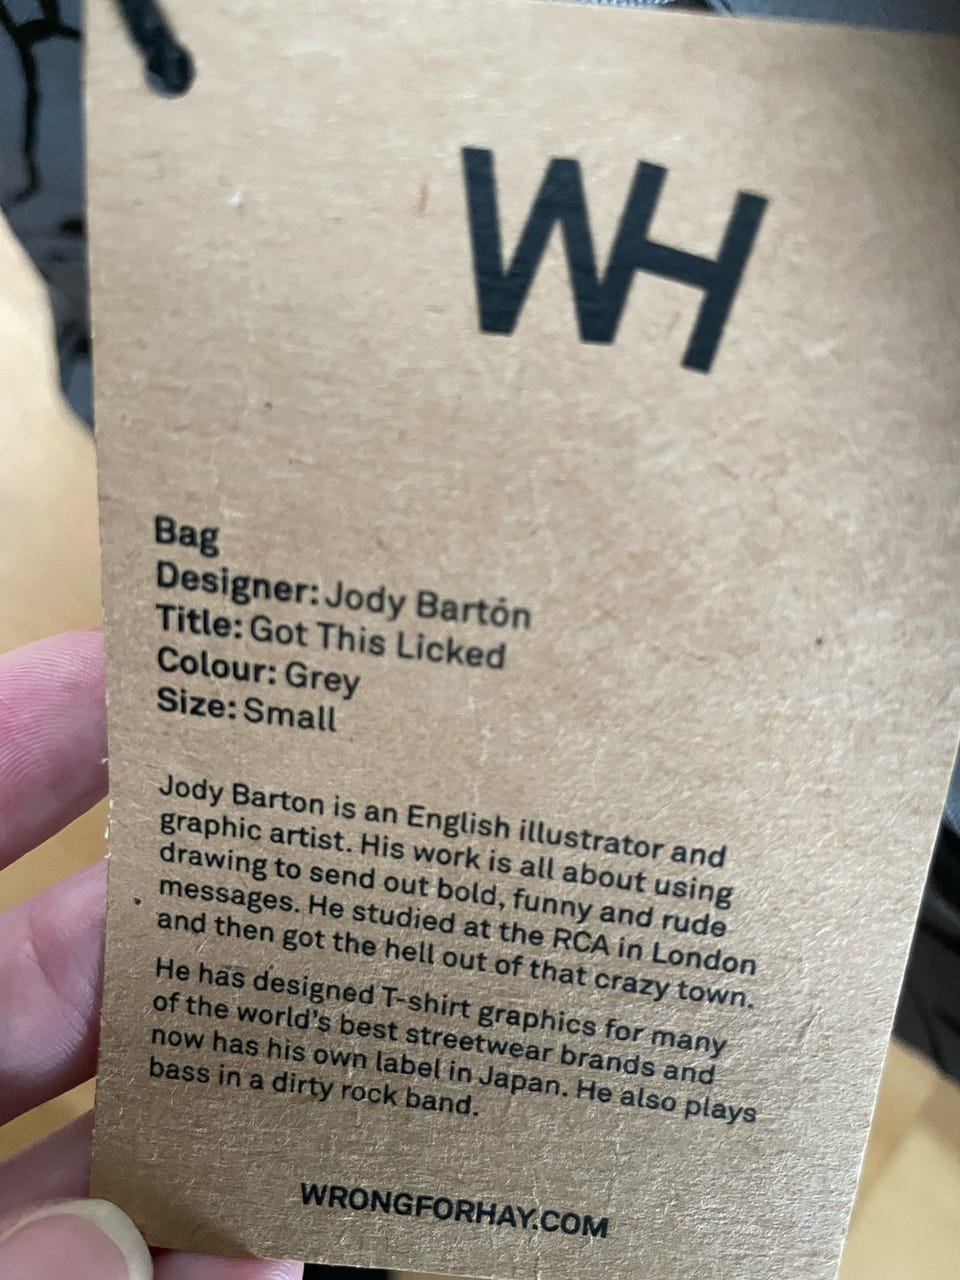 WH
Bag
Designer: Jody Barton
Title: Got This Licked
Colour: Grey
Size: Small
Jody Barton is an English illustrator and
graphic artist. His work is all about using
drawing to send out bold, funny and rude
messages. He studied at the RCA in London
and then got the hell out of that crazy town.
He has designed T-shirt graphics for many
of the world's best streetwear brands and
now has his own label in Japan. He also plays
bass in a dirty rock band.
WRONGFORHAY.COM